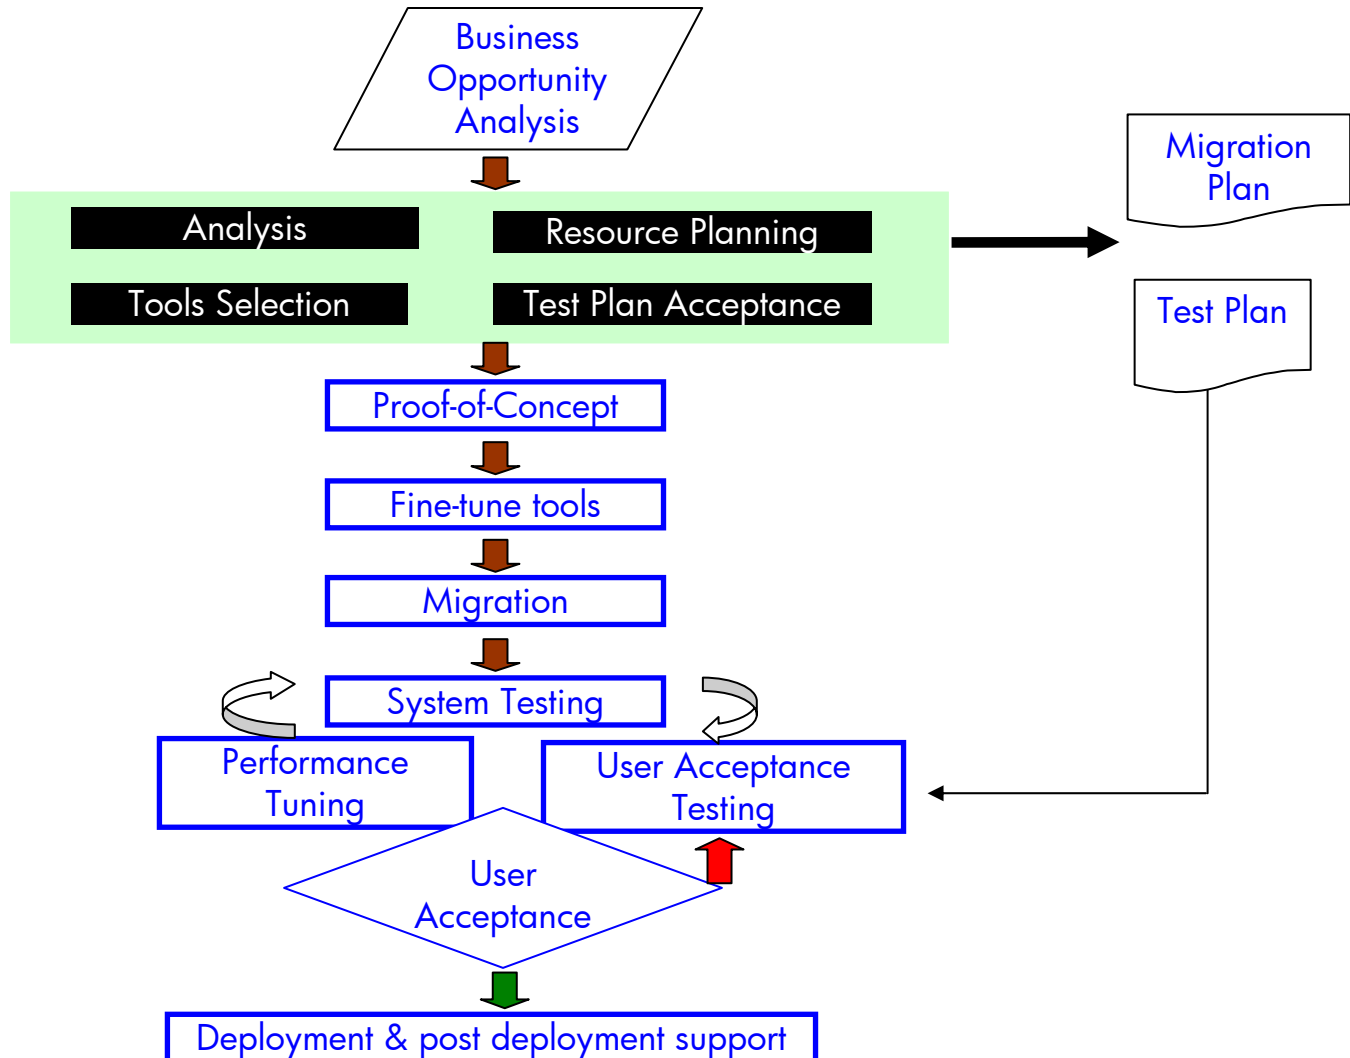 Business
Opportunity
Analysis
Migration
Plan
Analysis
Resource Planning
Tools Selection
Test Plan Acceptance
Test Plan
Proof-of-Concept
Fine-tune tools
Migration
System Testing
Performance
Tuning
User Acceptance
Testing
User
Acceptance
Deployment & post deployment support